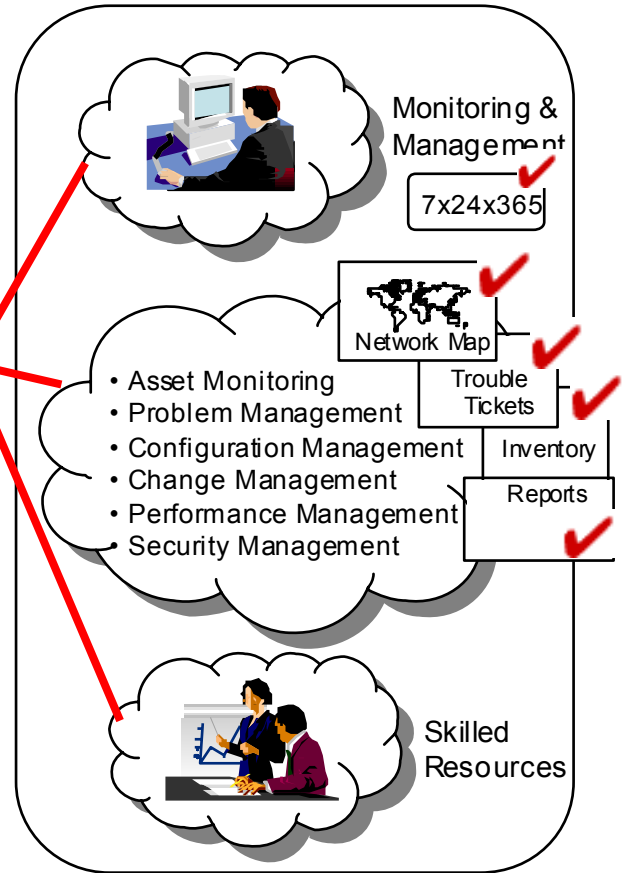 Monitoring &
Management
7x24x365
Network Map
Trouble
Tickets
Inventory
Reports
• Asset Monitoring
• Problem Management
• Configuration Management
• Change Management
• Performance Management
• Security Management
Skilled
Resources